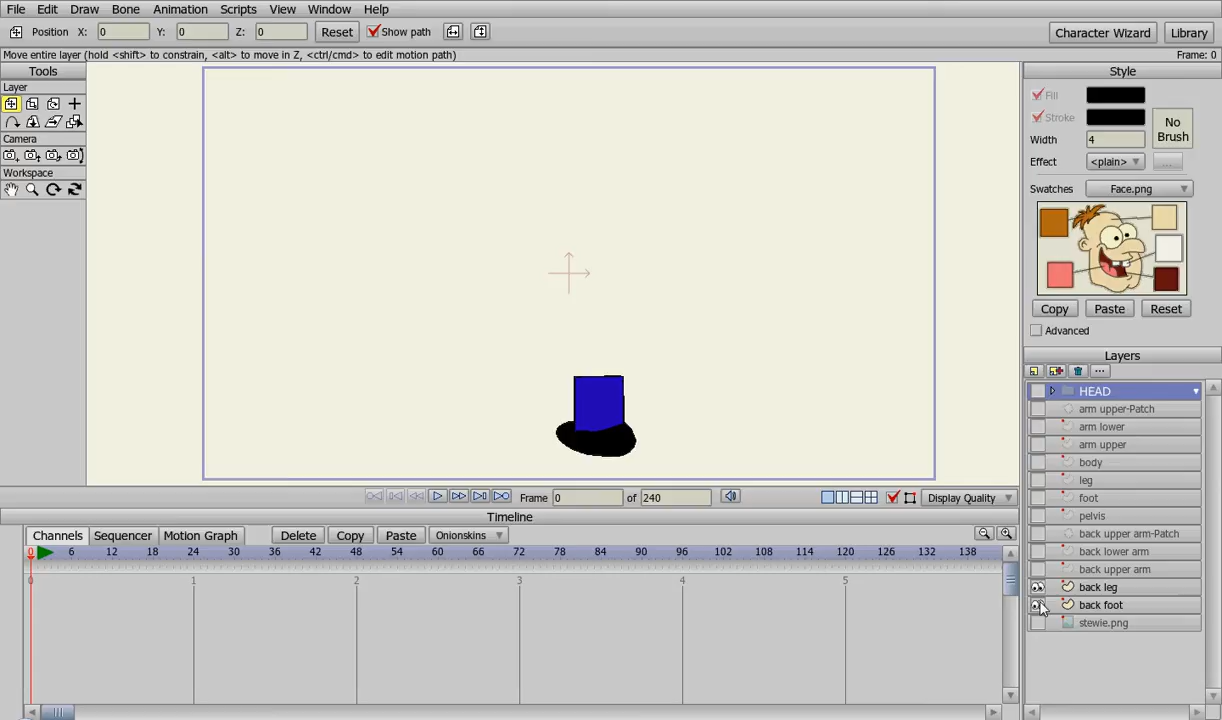 File Edit Draw Bone Animation Scripts View Window Help
Position X: 0 Y: 0 Z: 0 Reset Show path Character Wizard Library
Move entire layer (hold <shift> to constrain, <alt> to move in Z, <ctrl/cmd> to edit motion path) Frame: 0
Tools
Layer
Camera
Workspace
Style
Fill
Stroke
No Brush
Width 4
Effect <plain> ...
Swatches Face.png
Copy Paste Reset
Advanced
Layers
HEAD
arm upper-Patch
arm lower
arm upper
body
leg
foot
pelvis
back upper arm-Patch
back lower arm
back upper arm
back leg
back foot
stewie.png
Frame 0 of 240 Display Quality
Timeline
Channels Sequencer Motion Graph Delete Copy Paste Onionskins
0 6 12 18 24 30 36 42 48 54 60 66 72 78 84 90 96 102 108 114 120 126 132 138
0 1 2 3 4 5